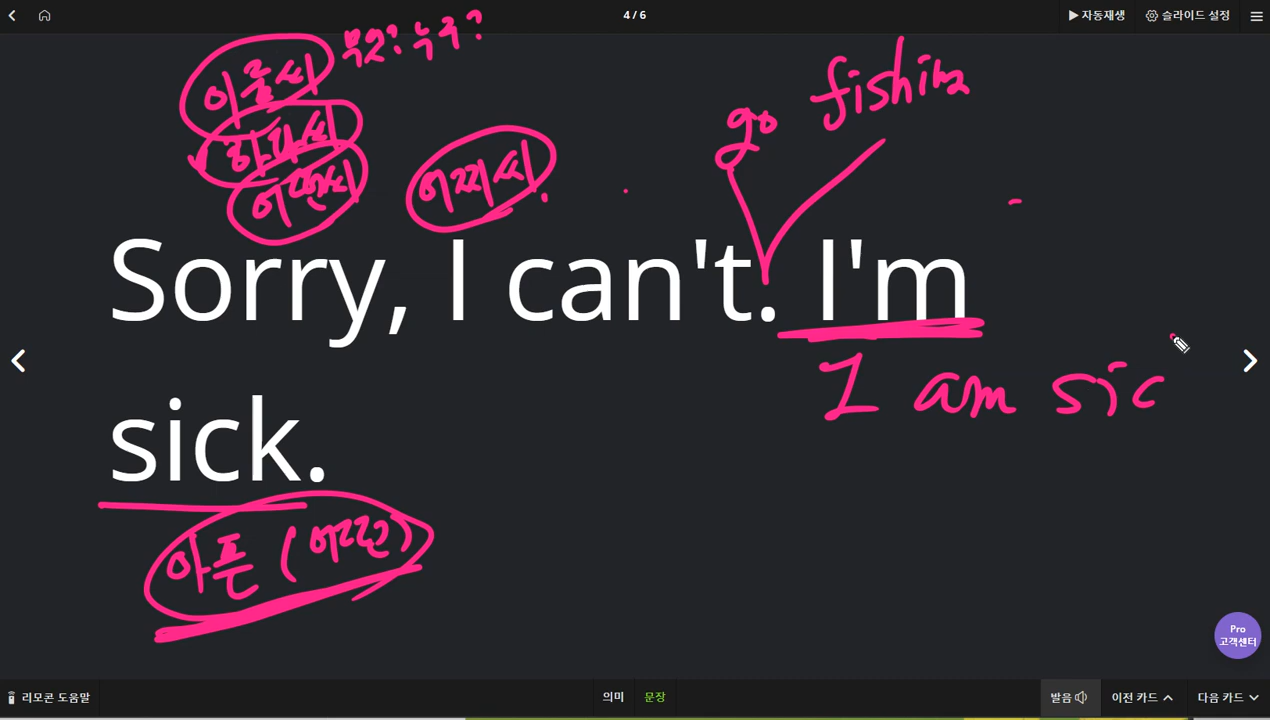 4 / 6
자동재생
슬라이드 설정
이름씨 무엇? 누구?
하다씨
어떤씨
어찌씨
go fishing
Sorry, I can't. I'm
I am sic
sick.
아픈 (어떤)
Pro
고객센터
리모콘 도움말
의미
문장
발음
이전 카드
다음 카드